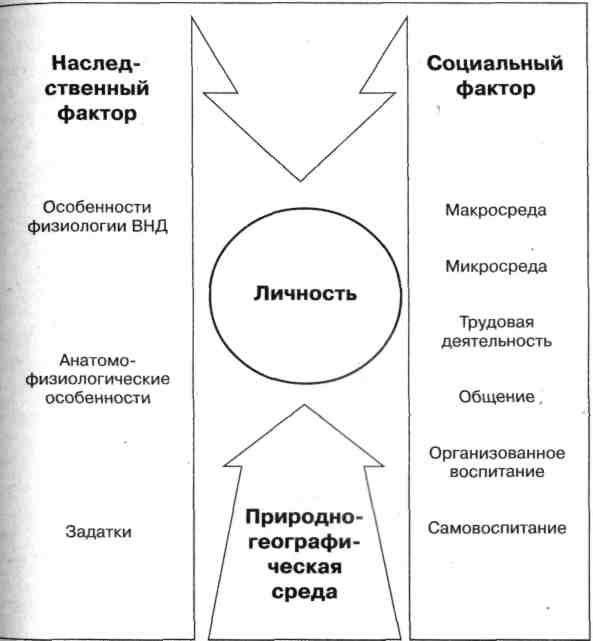 Наслед-
ственный
фактор
Особенности
физиологии ВНД
Анатомо-
физиологические
особенности
Задатки
Личность
Природно-
географи-
ческая
среда
Социальный
фактор
Макросреда
Микросреда
Трудовая
деятельность
Общение
Организованное
воспитание
Самовоспитание